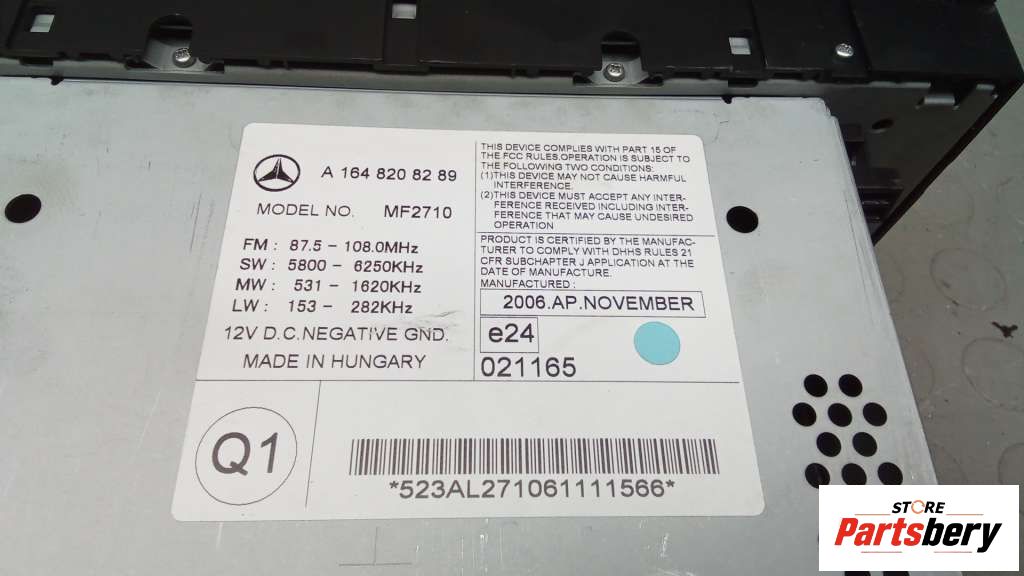 A 164 820 8289
MODEL NO. MF2710
FM : 87.5 - 108.0MHz
SW : 5800 - 6250KHz
MW : 531 - 1620KHz
LW : 153 - 282KHz
12V D.C.NEGATIVE GND.
MADE IN HUNGARY
THIS DEVICE COMPLIES WITH PART 15 OF
THE FCC RULES.OPERATION IS SUBJECT TO
THE FOLLOWING TWO CONDITIONS:
(1)THIS DEVICE MAY NOT CAUSE HARMFUL
INTERFERENCE.
(2)THIS DEVICE MUST ACCEPT ANY INTER-
FERENCE RECEIVED INCLUDING INTER-
FERENCE THAT MAY CAUSE UNDESIRED
OPERATION
PRODUCT IS CERTIFIED BY THE MANUFAC-
TURER TO COMPLY WITH DHHS RULES 21
CFR SUBCHAPTER J APPLICATION AT THE
DATE OF MANUFACTURE.
MANUFACTURED :
2006.AP.NOVEMBER
e24
021165
Q1
*523AL271061111566*
STORE
Partsbery